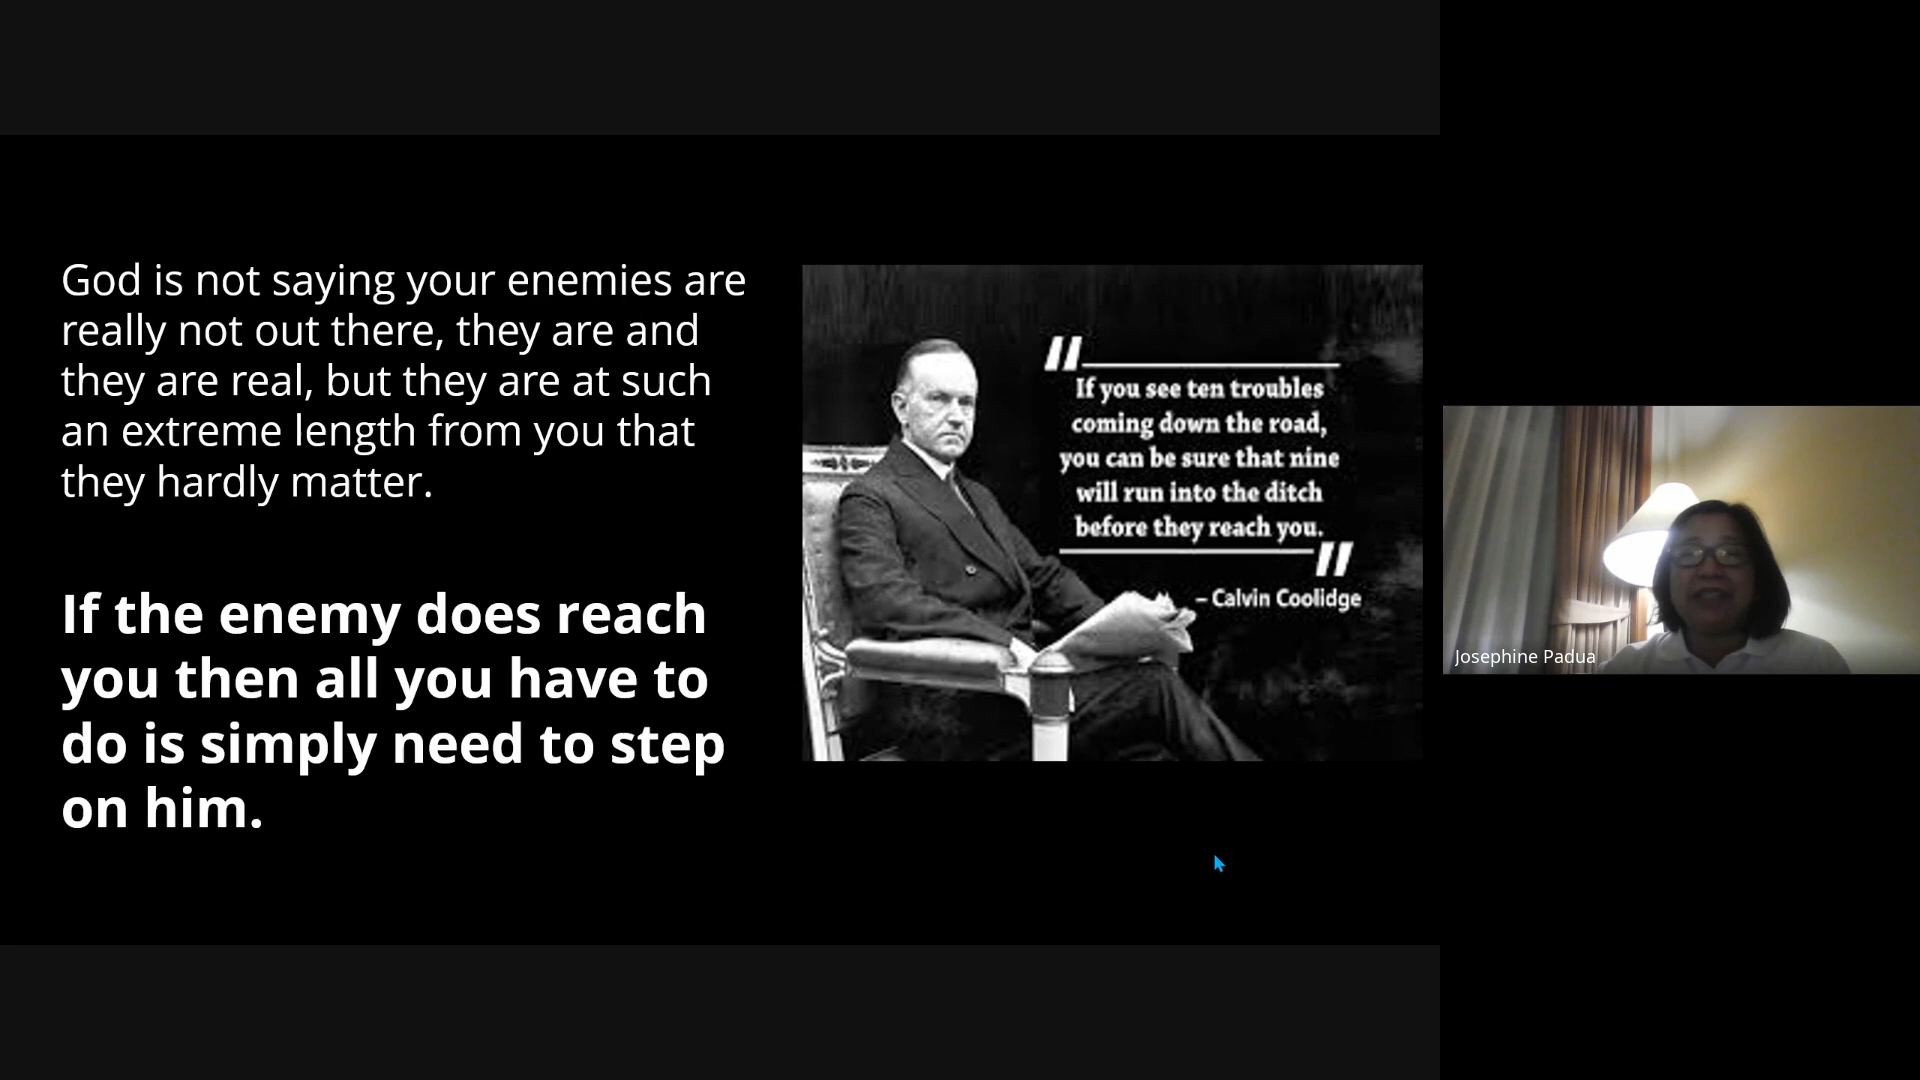 God is not saying your enemies are
really not out there, they are and
they are real, but they are at such
an extreme length from you that
they hardly matter.
If the enemy does reach
you then all you have to
do is simply need to step
on him.
"
If you see ten troubles
coming down the road,
you can be sure that nine
will run into the ditch
before they reach you.
"
– Calvin Coolidge
Josephine Padua